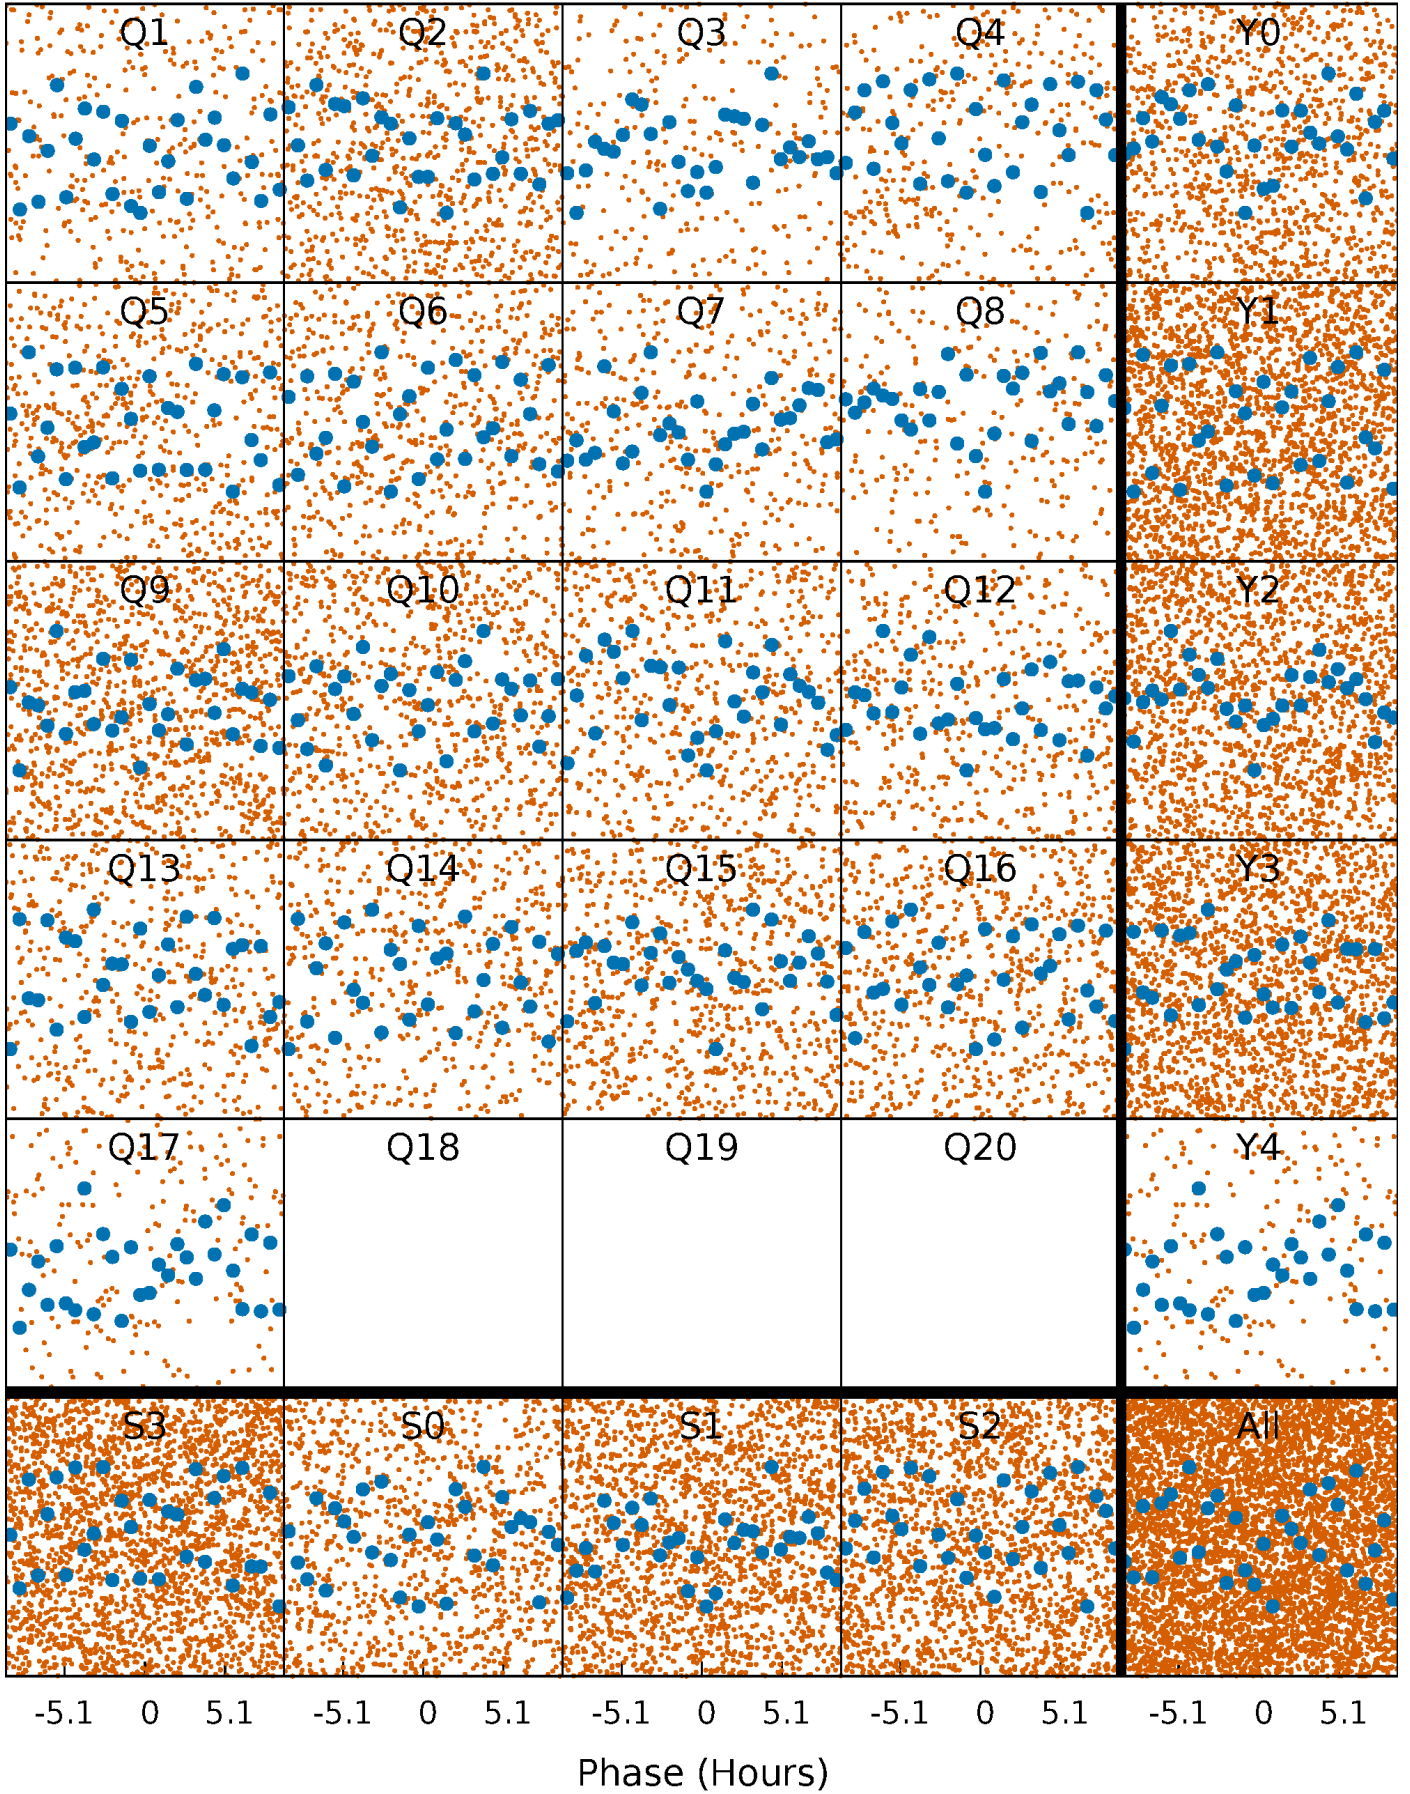 Q1 Q2 Q3 Q4 Y0
Q5 Q6 Q7 Q8 Y1
Q9 Q10 Q11 Q12 Y2
Q13 Q14 Q15 Q16 Y3
Q17 Q18 Q19 Q20 Y4
S3 S0 S1 S2 All
-5.1 0 5.1 -5.1 0 5.1 -5.1 0 5.1 -5.1 0 5.1 -5.1 0 5.1
Phase (Hours)